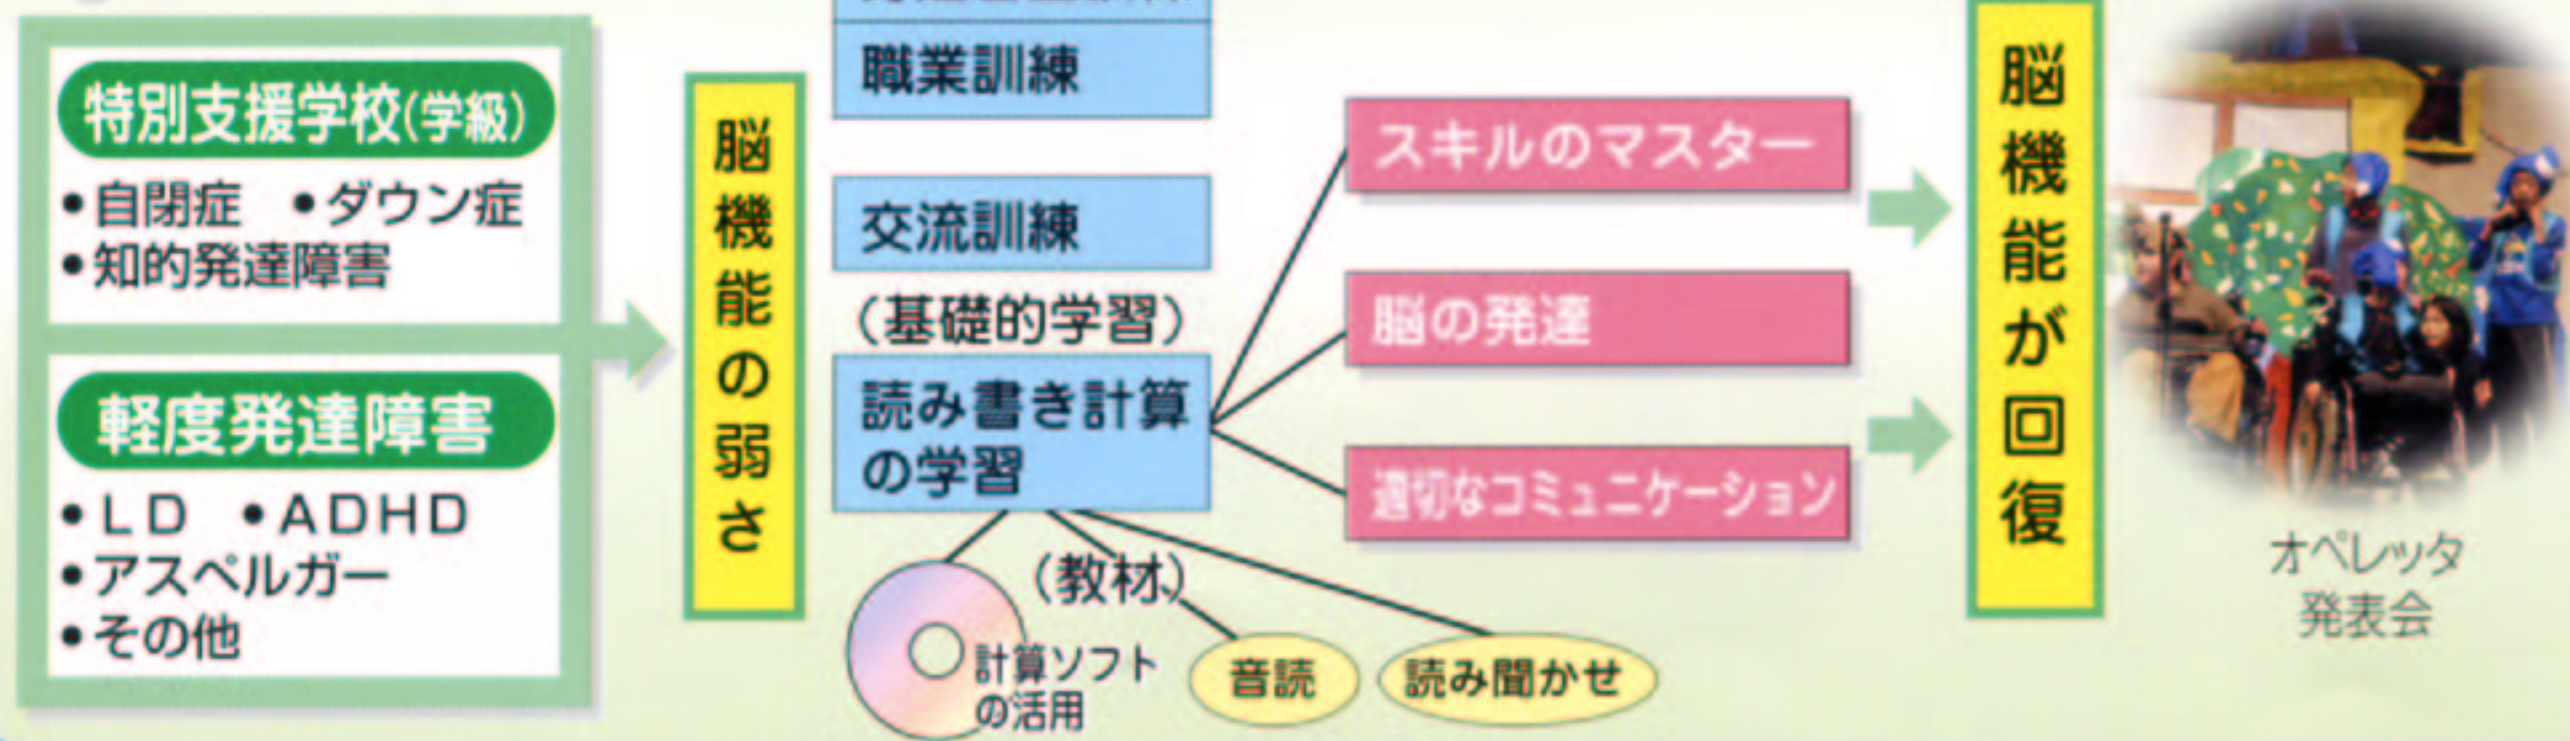 特別支援学校(学級)
•自閉症 •ダウン症
•知的発達障害
軽度発達障害
•LD •ADHD
•アスペルガー
•その他
脳機能の弱さ
職業訓練
交流訓練
(基礎的学習)
読み書き計算
の学習
(教材)
計算ソフト
の活用
音読
読み聞かせ
スキルのマスター
脳の発達
適切なコミュニケーション
脳機能が回復
オペレッタ
発表会